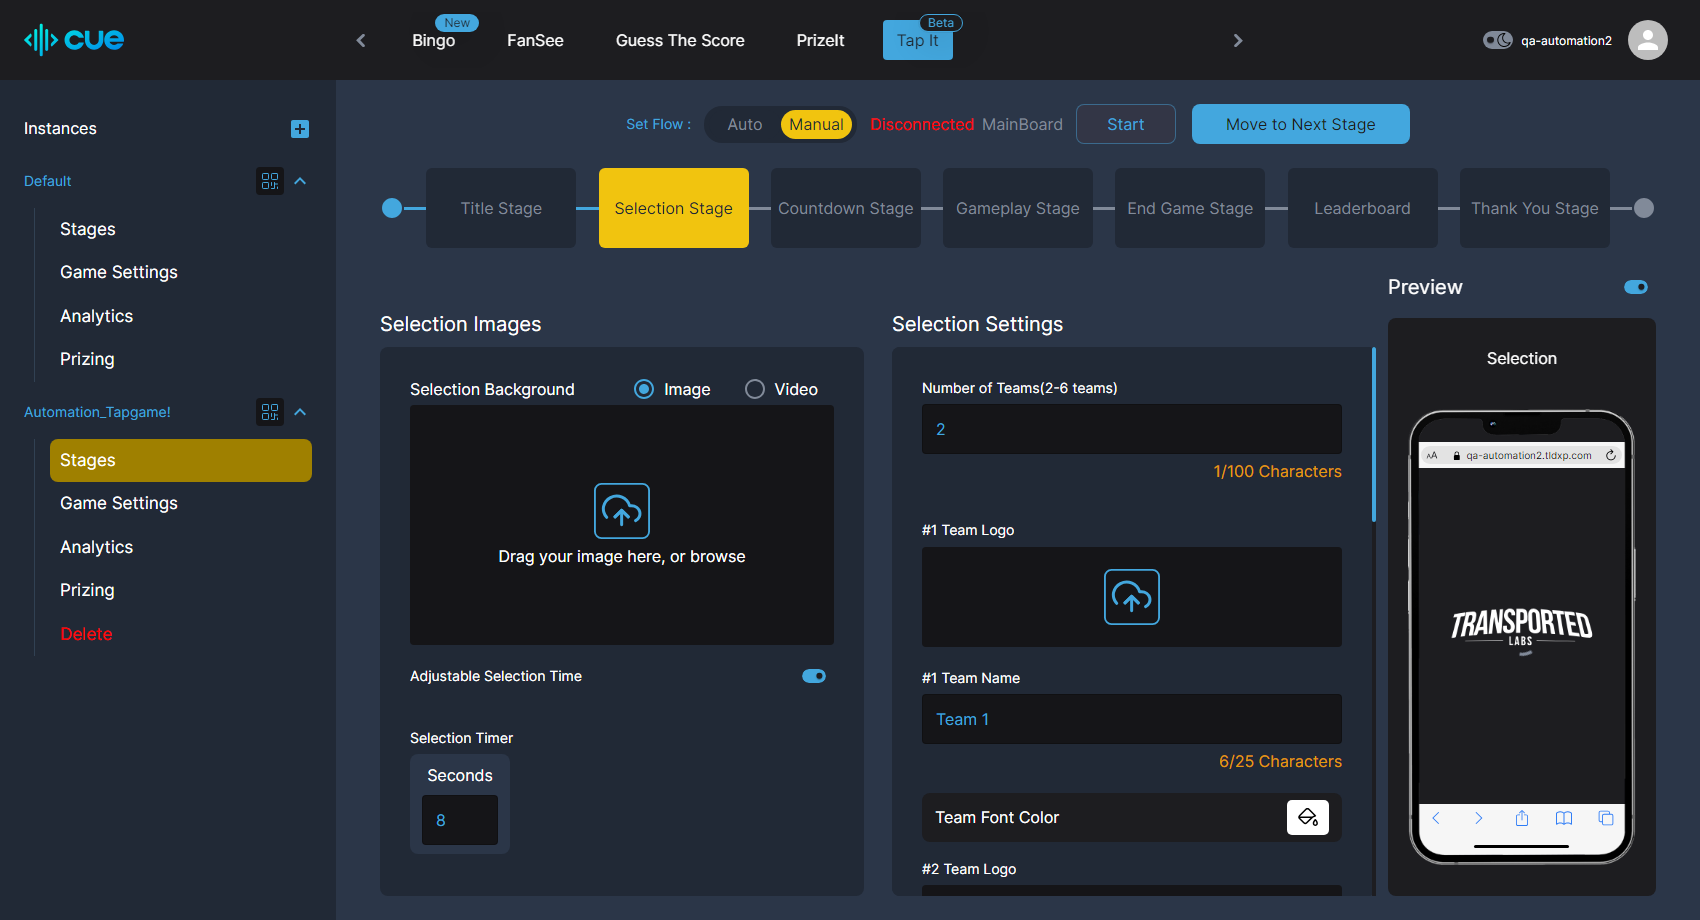 cue
New
Bingo
FanSee
Guess The Score
PrizeIt
Beta
Tap It
qa-automation2
Instances
Default
Stages
Game Settings
Analytics
Prizing
Automation_Tapgame!
Stages
Game Settings
Analytics
Prizing
Delete
Set Flow :
Auto
Manual
Disconnected MainBoard
Start
Move to Next Stage
Title Stage
Selection Stage
Countdown Stage
Gameplay Stage
End Game Stage
Leaderboard
Thank You Stage
Selection Images
Selection Background
Image
Video
Drag your image here, or browse
Adjustable Selection Time
Selection Timer
Seconds
8
Selection Settings
Number of Teams(2-6 teams)
2
1/100 Characters
#1 Team Logo
#1 Team Name
Team 1
6/25 Characters
Team Font Color
#2 Team Logo
Preview
Selection
AA
qa-automation2.tldxp.com
TRANSPORTED
LABS